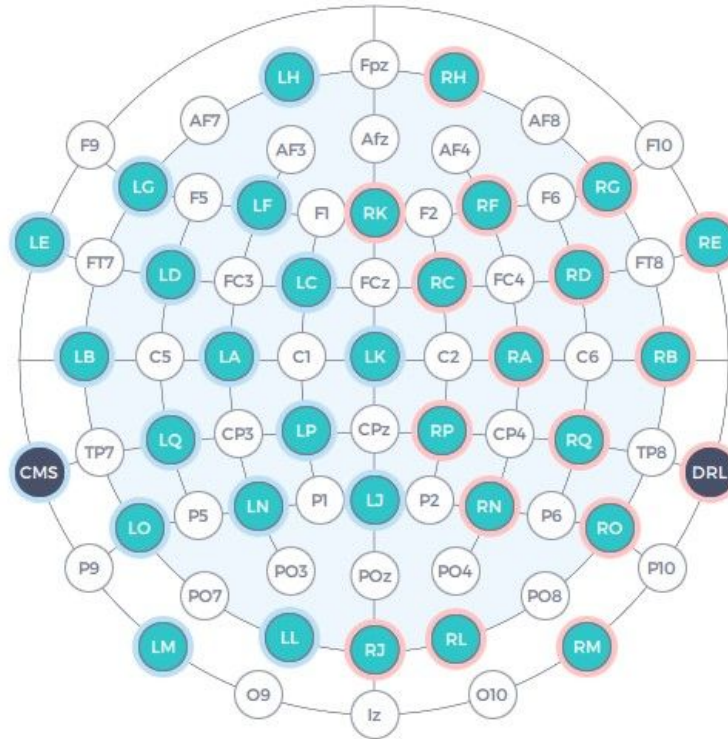 LH Fpz RH
AF7 AF8
F9 AF3 Afz AF4 F10
LG F5 LF F1 RK F2 RF F6 RG
LE RE
FT7 LD FC3 LC FCz RC FC4 RD FT8
LB C5 LA C1 LK C2 RA C6 RB
TP7 LQ CP3 LP CPz RP CP4 RQ TP8
CMS DRL
LO P5 LN P1 LJ P2 RN P6 RO
P9 PO3 POz PO4 P10
PO7 PO8
LM LL RJ RL RM
O9 Iz O10